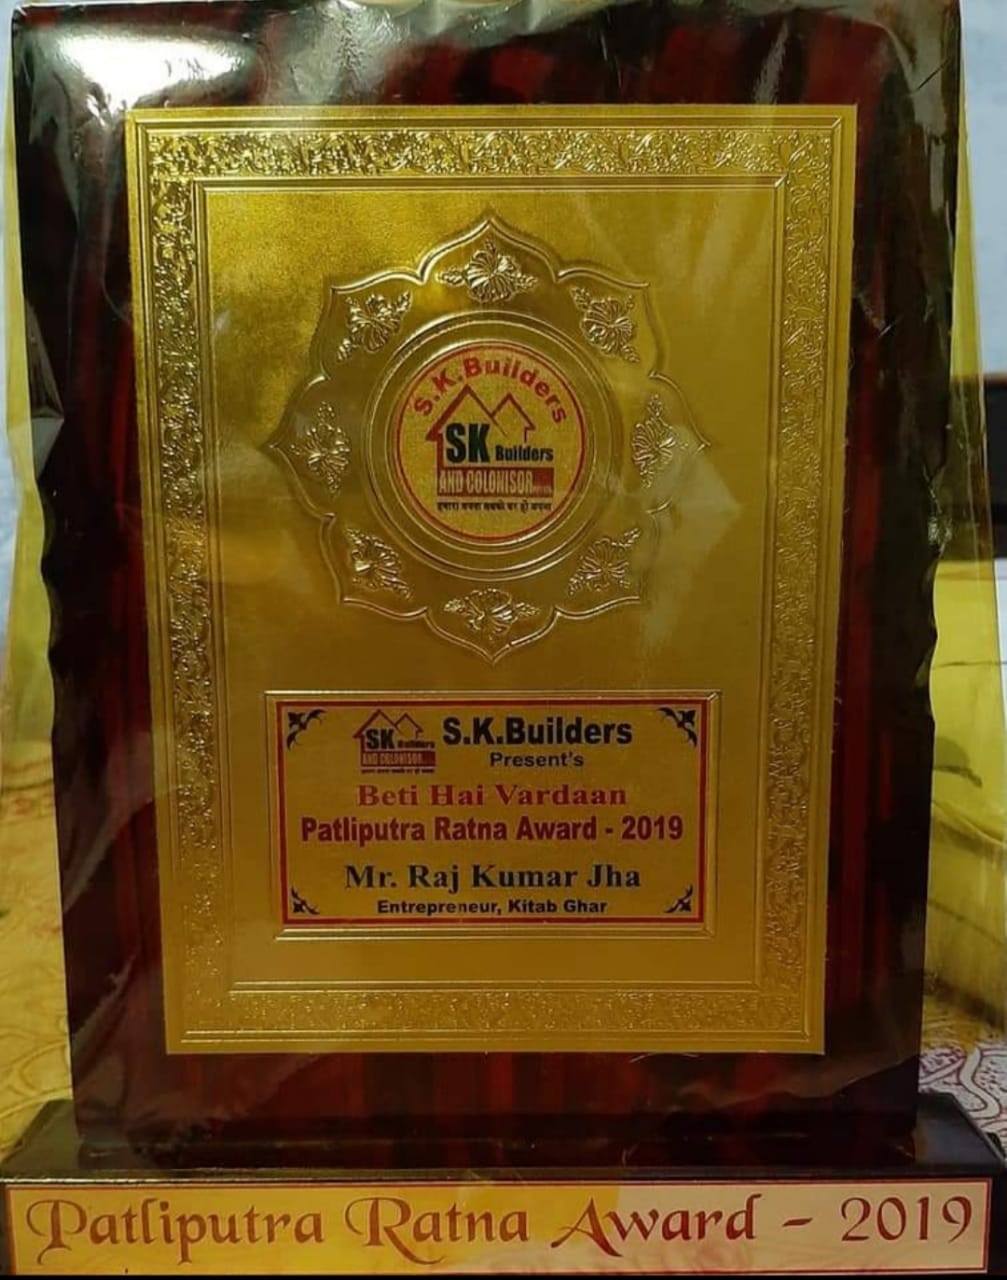 S.K.Builders
SK Builders
AND COLONISOR
SK Builders
AND COLONISOR
S.K.Builders
Present's
Beti Hai Vardaan
Patliputra Ratna Award - 2019
Mr. Raj Kumar Jha
Entrepreneur, Kitab Ghar
Patliputra Ratna Award - 2019